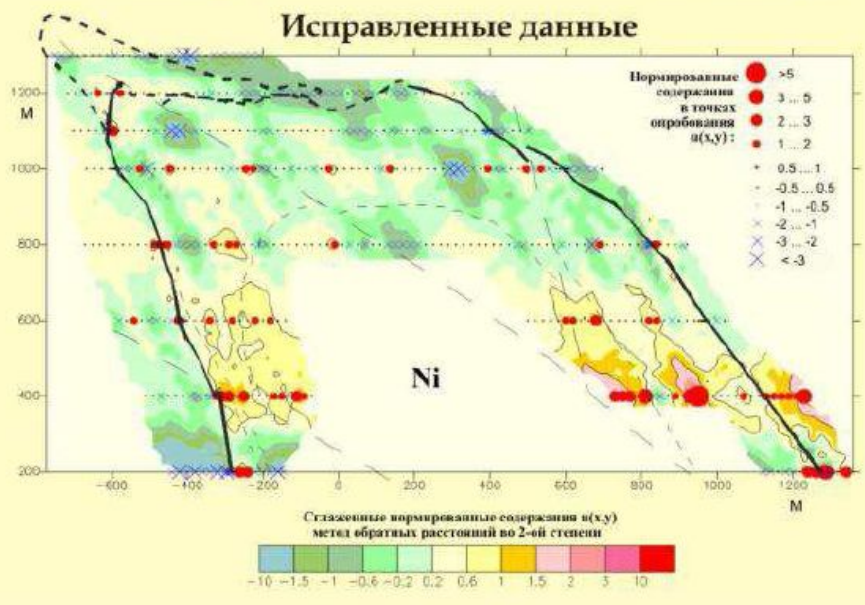 Исправленные данные
Нормированные
содержания
в точках
опробования
u(x,y) :
>5
3 ... 5
2 ... 3
1 ... 2
0.5 ... 1
-0.5 ... 0.5
-1 ... -0.5
-2 ... -1
-3 ... -2
< -3
1200
М
1000
800
600
400
200
Ni
-600 -400 -200 0 200 400 600 800 1000 1200
М
Сглаженные нормированные содержания u(x,y)
метод обратных расстояний во 2-ой степени
-10 -1.5 -1 -0.6 -0.2 0.2 0.6 1 1.5 2 3 10